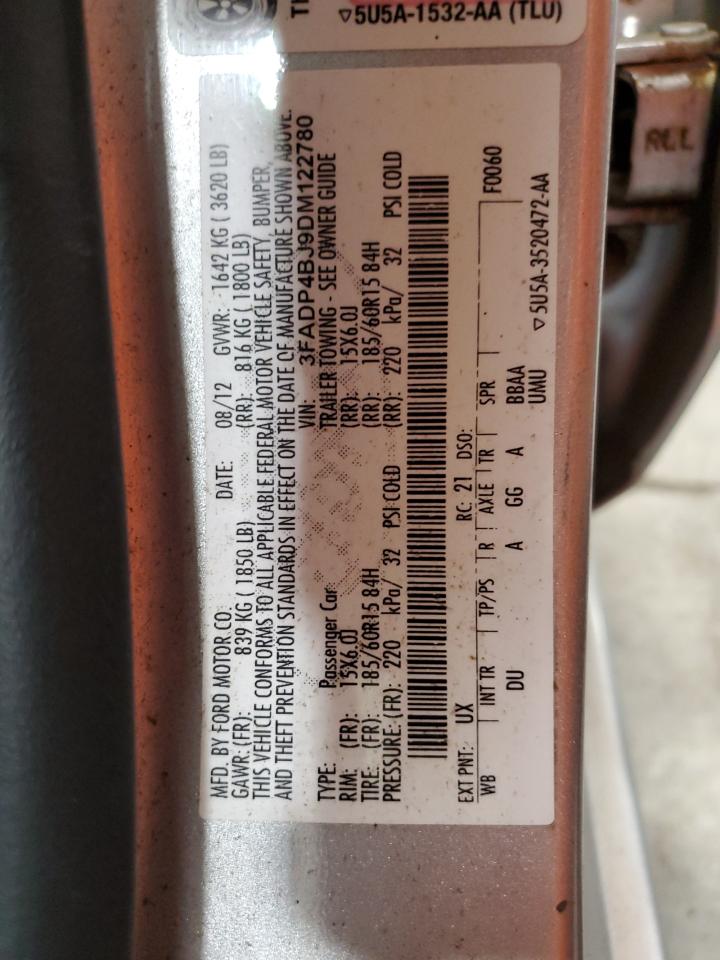 ▽5U5A-1532-AA (TLU)
MFD. BY FORD MOTOR CO. DATE: 08/12 GVWR: 1642 KG ( 3620 LB)
GAWR: (FR): 839 KG ( 1850 LB) (RR): 816 KG ( 1800 LB)
THIS VEHICLE CONFORMS TO ALL APPLICABLE FEDERAL MOTOR VEHICLE SAFETY, BUMPER,
AND THEFT PREVENTION STANDARDS IN EFFECT ON THE DATE OF MANUFACTURE SHOWN ABOVE.
VIN: 3FADP4BJ9DM122780
TYPE: Passenger Car TRAILER TOWING - SEE OWNER GUIDE
RIM: (FR): 15X6.0J (RR): 15X6.0J
TIRE: (FR): 185/60R15 84H (RR): 185/60R15 84H
PRESSURE: (FR): 220 kPa/ 32 PSI COLD (RR): 220 kPa/ 32 PSI COLD
EXT PNT: UX RC: 21 DSO: F0060
WB INT TR TP/PS R AXLE TR SPR
DU A GG A BBAA
UMU
▽5U5A-3520472-AA